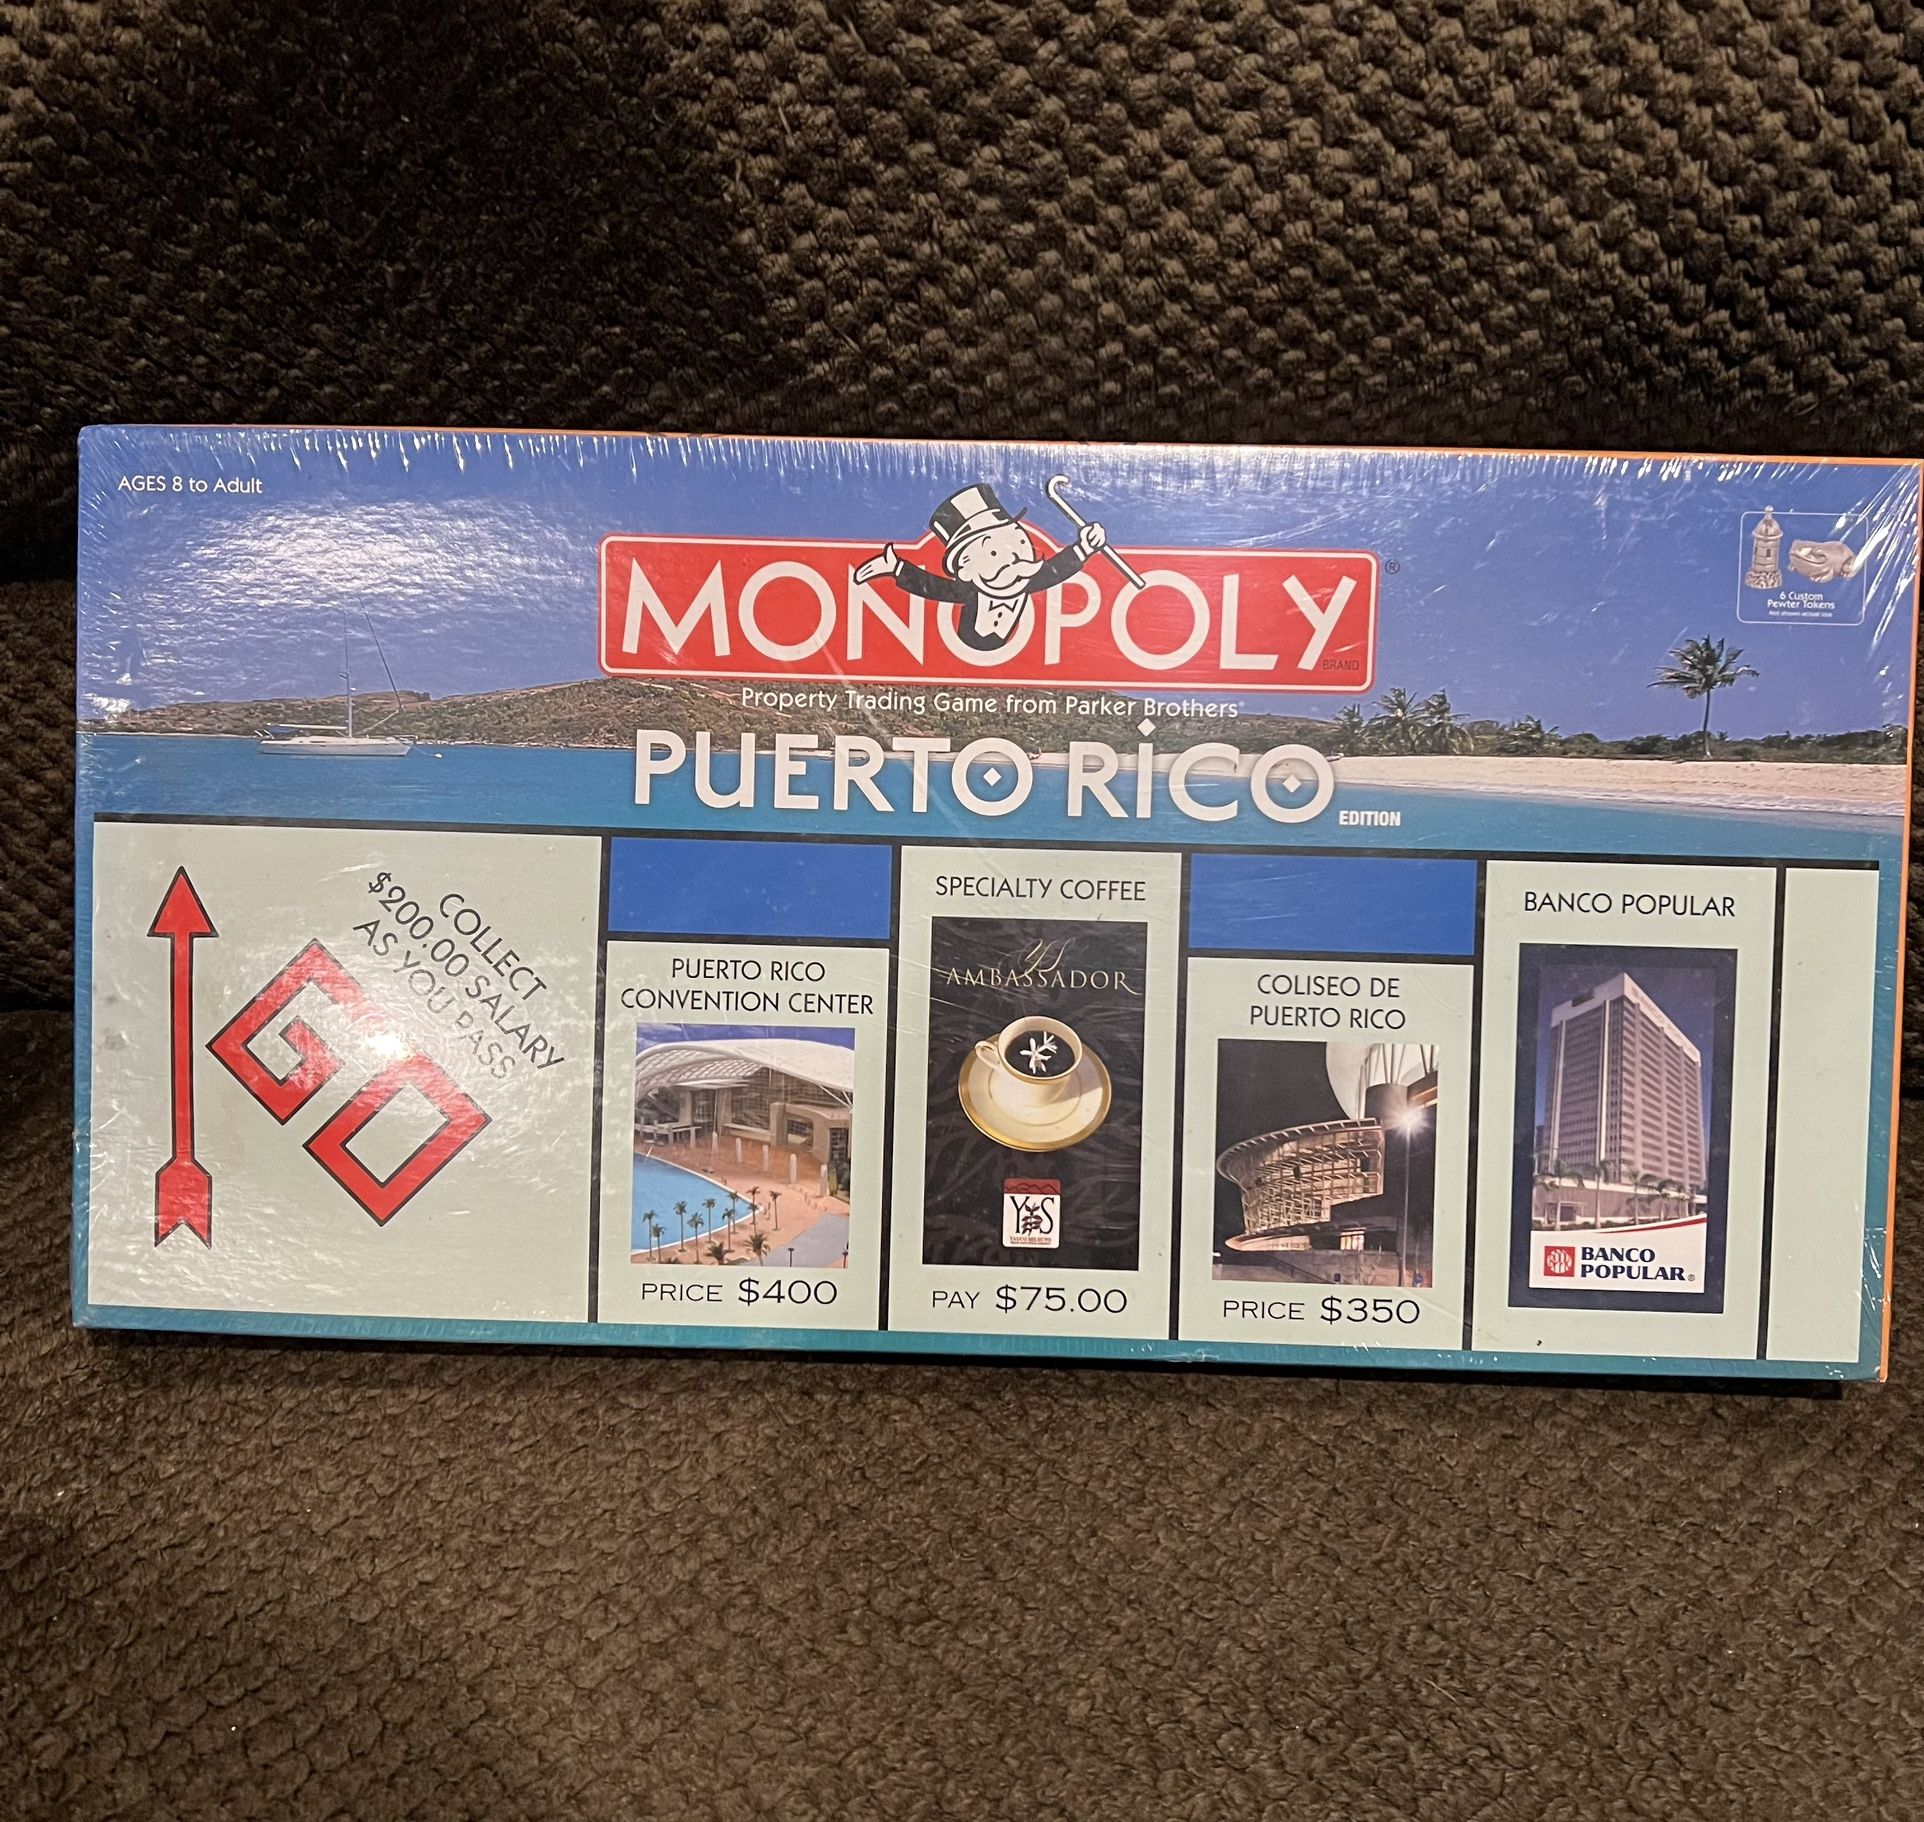 AGES 8 to Adult
MONOPOLY
®
BRAND
Property Trading Game from Parker Brothers
PUERTO RICO
EDITION
6 Custom
Pewter Tokens
COLLECT
$200.00 SALARY
AS YOU PASS
GO
PUERTO RICO
CONVENTION CENTER
PRICE $400
SPECIALTY COFFEE
YS
AMBASSADOR
YS
PAY $75.00
COLISEO DE
PUERTO RICO
PRICE $350
BANCO POPULAR
BANCO
POPULAR®